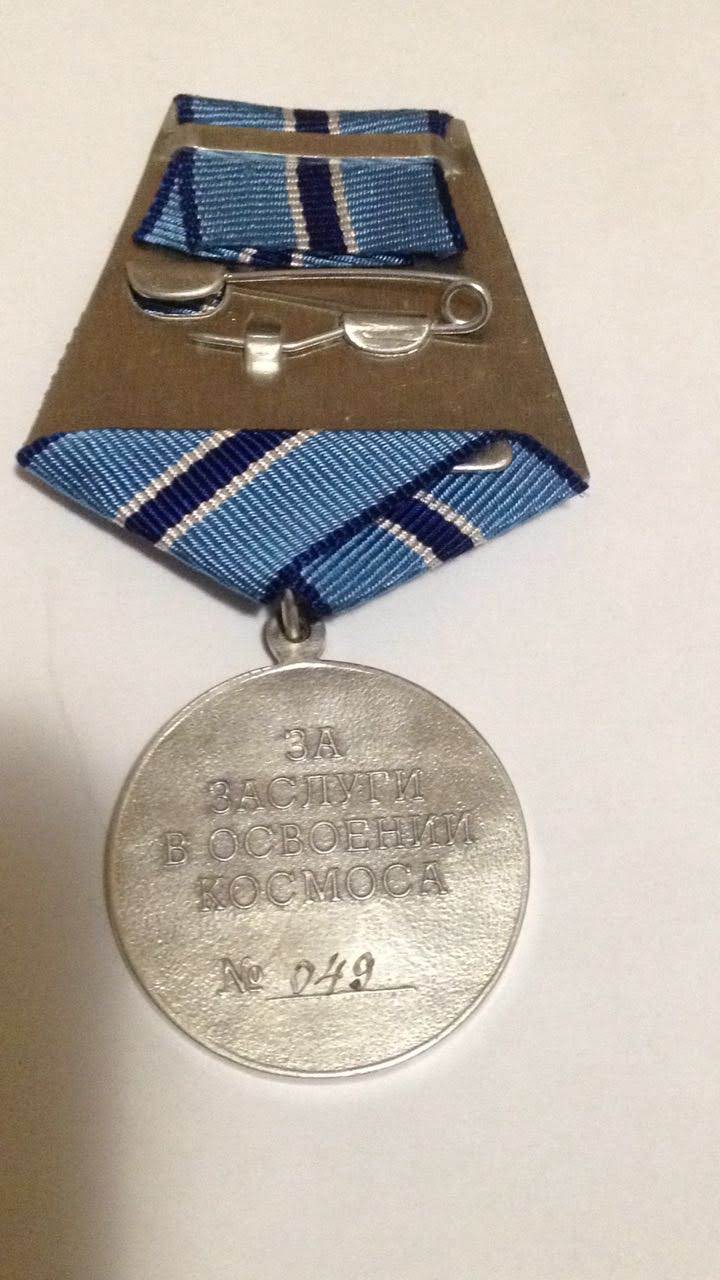 ЗА
ЗАСЛУГИ
В ОСВОЕНИИ
КОСМОСА
№ 049